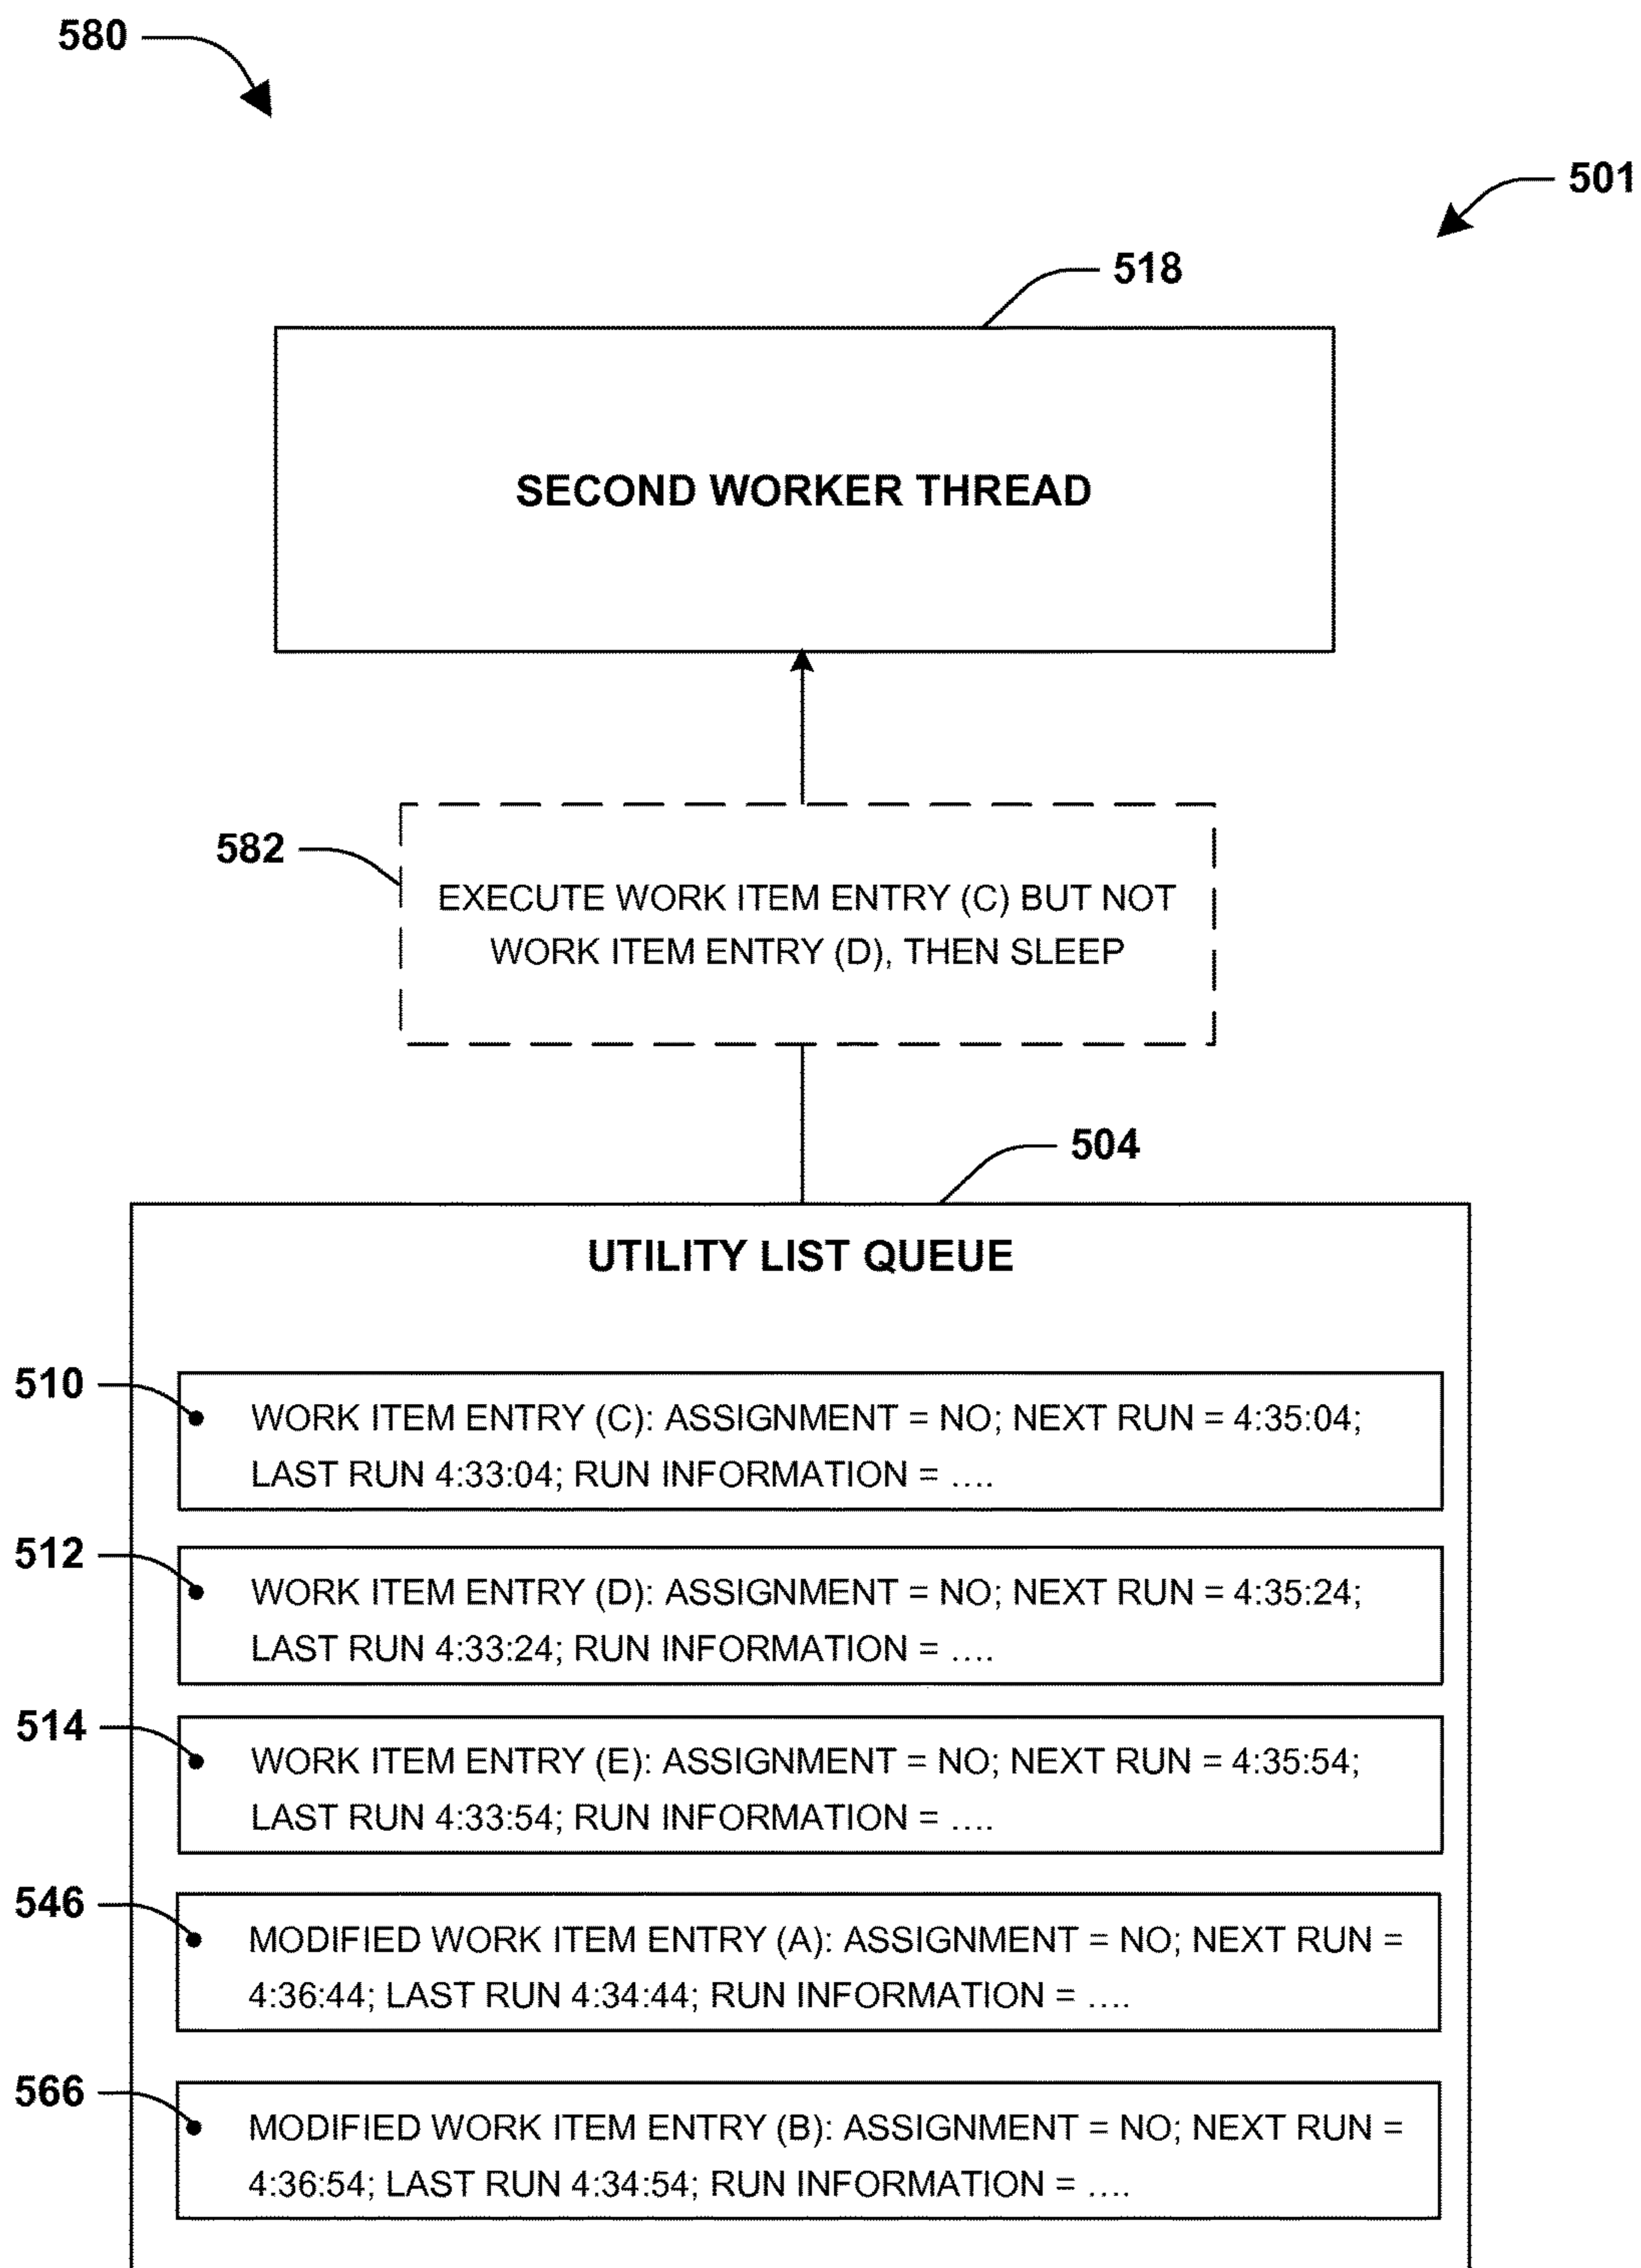 580
501
518
SECOND WORKER THREAD
582
EXECUTE WORK ITEM ENTRY (C) BUT NOT
WORK ITEM ENTRY (D), THEN SLEEP
504
UTILITY LIST QUEUE
510
WORK ITEM ENTRY (C): ASSIGNMENT = NO; NEXT RUN = 4:35:04;
LAST RUN 4:33:04; RUN INFORMATION = ….
512
WORK ITEM ENTRY (D): ASSIGNMENT = NO; NEXT RUN = 4:35:24;
LAST RUN 4:33:24; RUN INFORMATION = ….
514
WORK ITEM ENTRY (E): ASSIGNMENT = NO; NEXT RUN = 4:35:54;
LAST RUN 4:33:54; RUN INFORMATION = ….
546
MODIFIED WORK ITEM ENTRY (A): ASSIGNMENT = NO; NEXT RUN =
4:36:44; LAST RUN 4:34:44; RUN INFORMATION = ….
566
MODIFIED WORK ITEM ENTRY (B): ASSIGNMENT = NO; NEXT RUN =
4:36:54; LAST RUN 4:34:54; RUN INFORMATION = ….